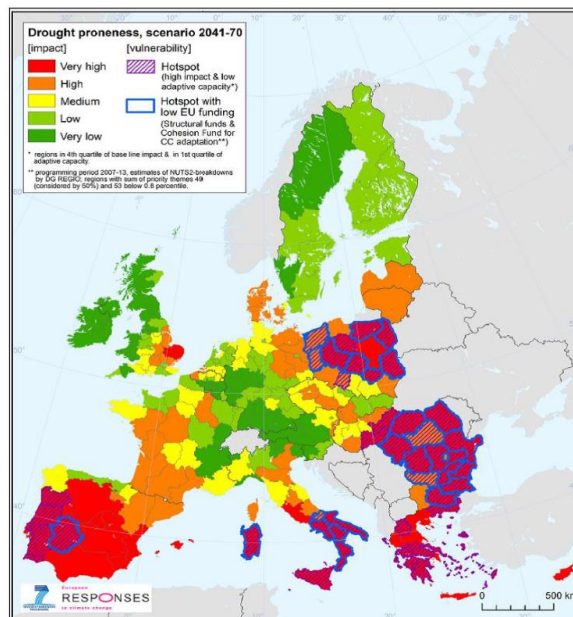 Drought proneness, scenario 2041-70
[impact] [vulnerability]
Very high
High
Medium
Low
Very low
Hotspot
(high impact & low
adaptive capacity*)
Hotspot with
low EU funding
(Structural funds &
Cohesion Fund for
CC adaptation**)
* regions in 4th quartile of base line impact & in 1st quartile of
adaptive capacity.
** programming period 2007-13, estimates of NUTS2-breakdowns
by DG REGIO; regions with sum of priority themes 49
(considered by 50%) and 53 below 0.8 percentile.
50°
40°
European
RESPONSES
to climate change
0 500 km